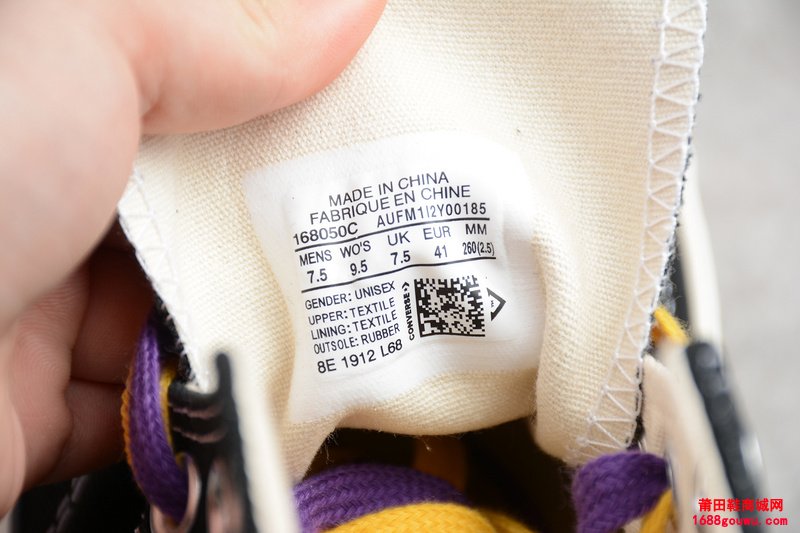 MADE IN CHINA
FABRIQUE EN CHINE
168050C AUFM1I2Y00185
MENS WO'S UK EUR MM
7.5 9.5 7.5 41 260(2.5)
GENDER: UNISEX
UPPER: TEXTILE
LINING: TEXTILE
OUTSOLE: RUBBER
CONVERSE
8E 1912 L68
莆田鞋商城网
1688gouwu.com